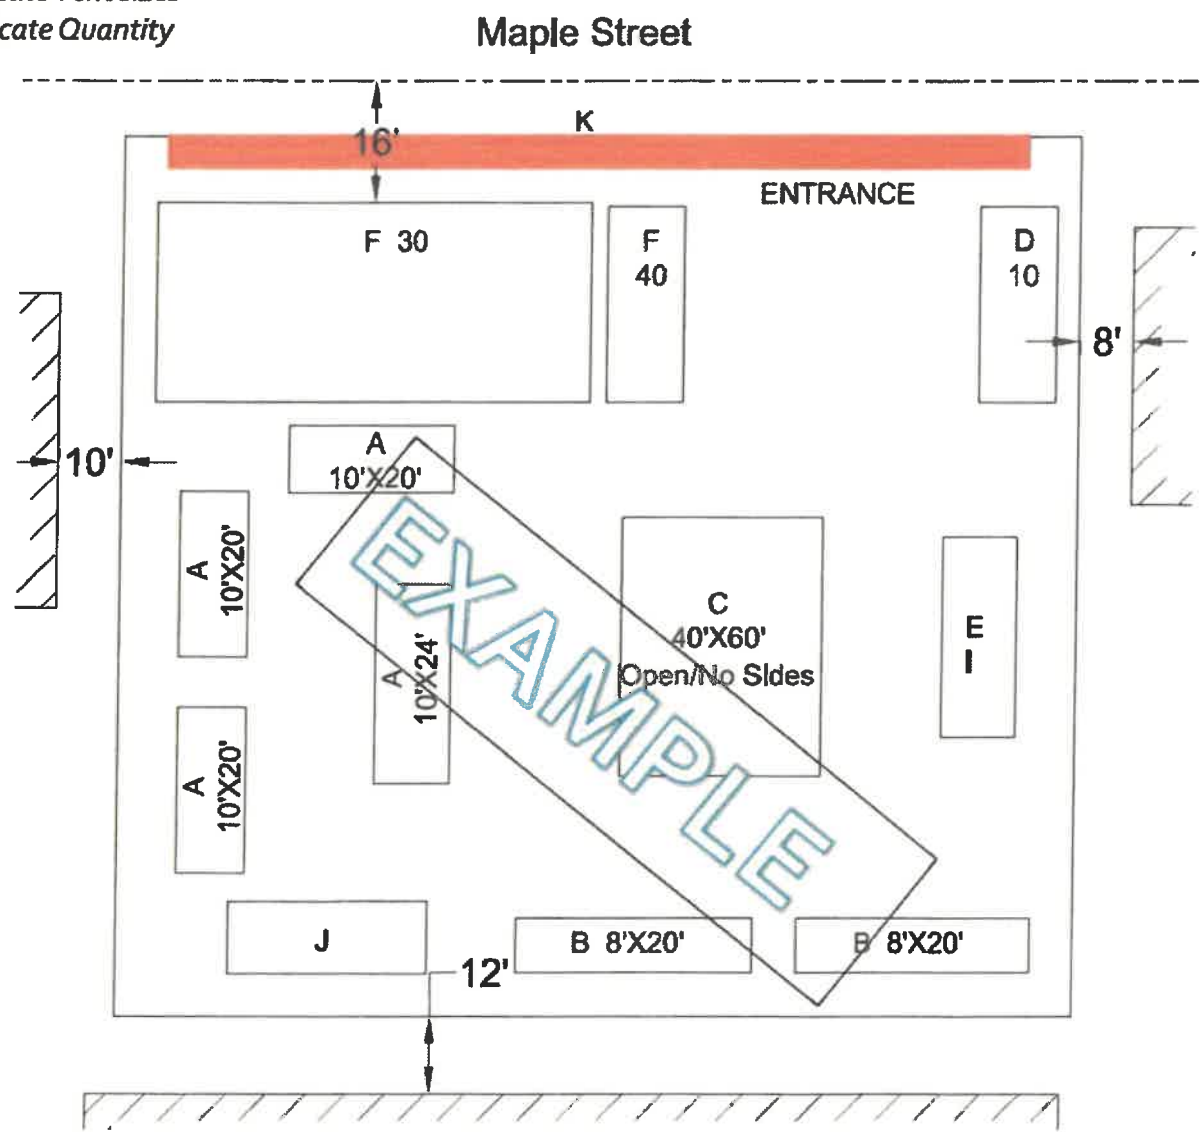 cate Quantity
Maple Street
K
16'
ENTRANCE
F 30
F
40
D
10
8'
10'
A
10'X20'
A
10'X20'
A
10'X24'
A
10'X20'
C
40'X60'
Open/No Sides
E
I
EXAMPLE
J
B 8'X20'
B 8'X20'
12'